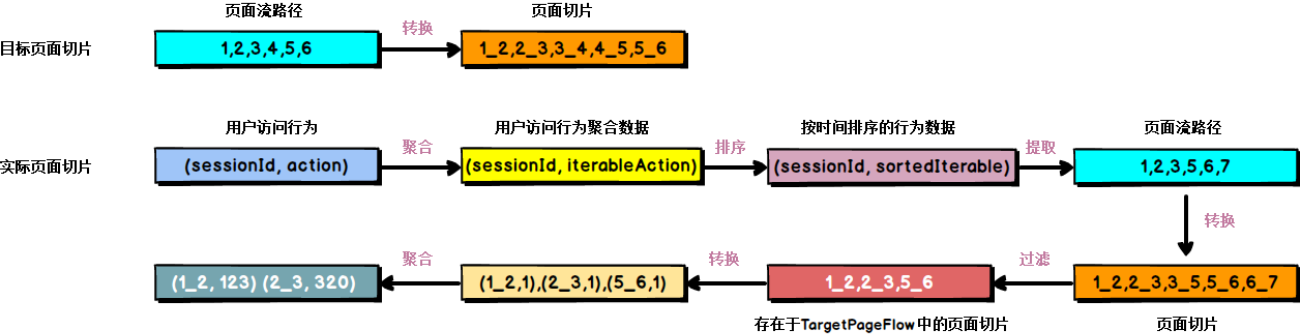 页面流路径
页面切片
转换
目标页面切片
1,2,3,4,5,6
1_2,2_3,3_4,4_5,5_6
用户访问行为
用户访问行为聚合数据
按时间排序的行为数据
页面流路径
聚合
排序
提取
实际页面切片
(sessionId, action)
(sessionId, iterableAction)
(sessionId, sortedIterable)
1,2,3,5,6,7
转换
聚合
转换
过滤
(1_2, 123) (2_3, 320)
(1_2,1),(2_3,1),(5_6,1)
1_2,2_3,5_6
1_2,2_3,3_5,5_6,6_7
存在于TargetPageFlow中的页面切片
页面切片